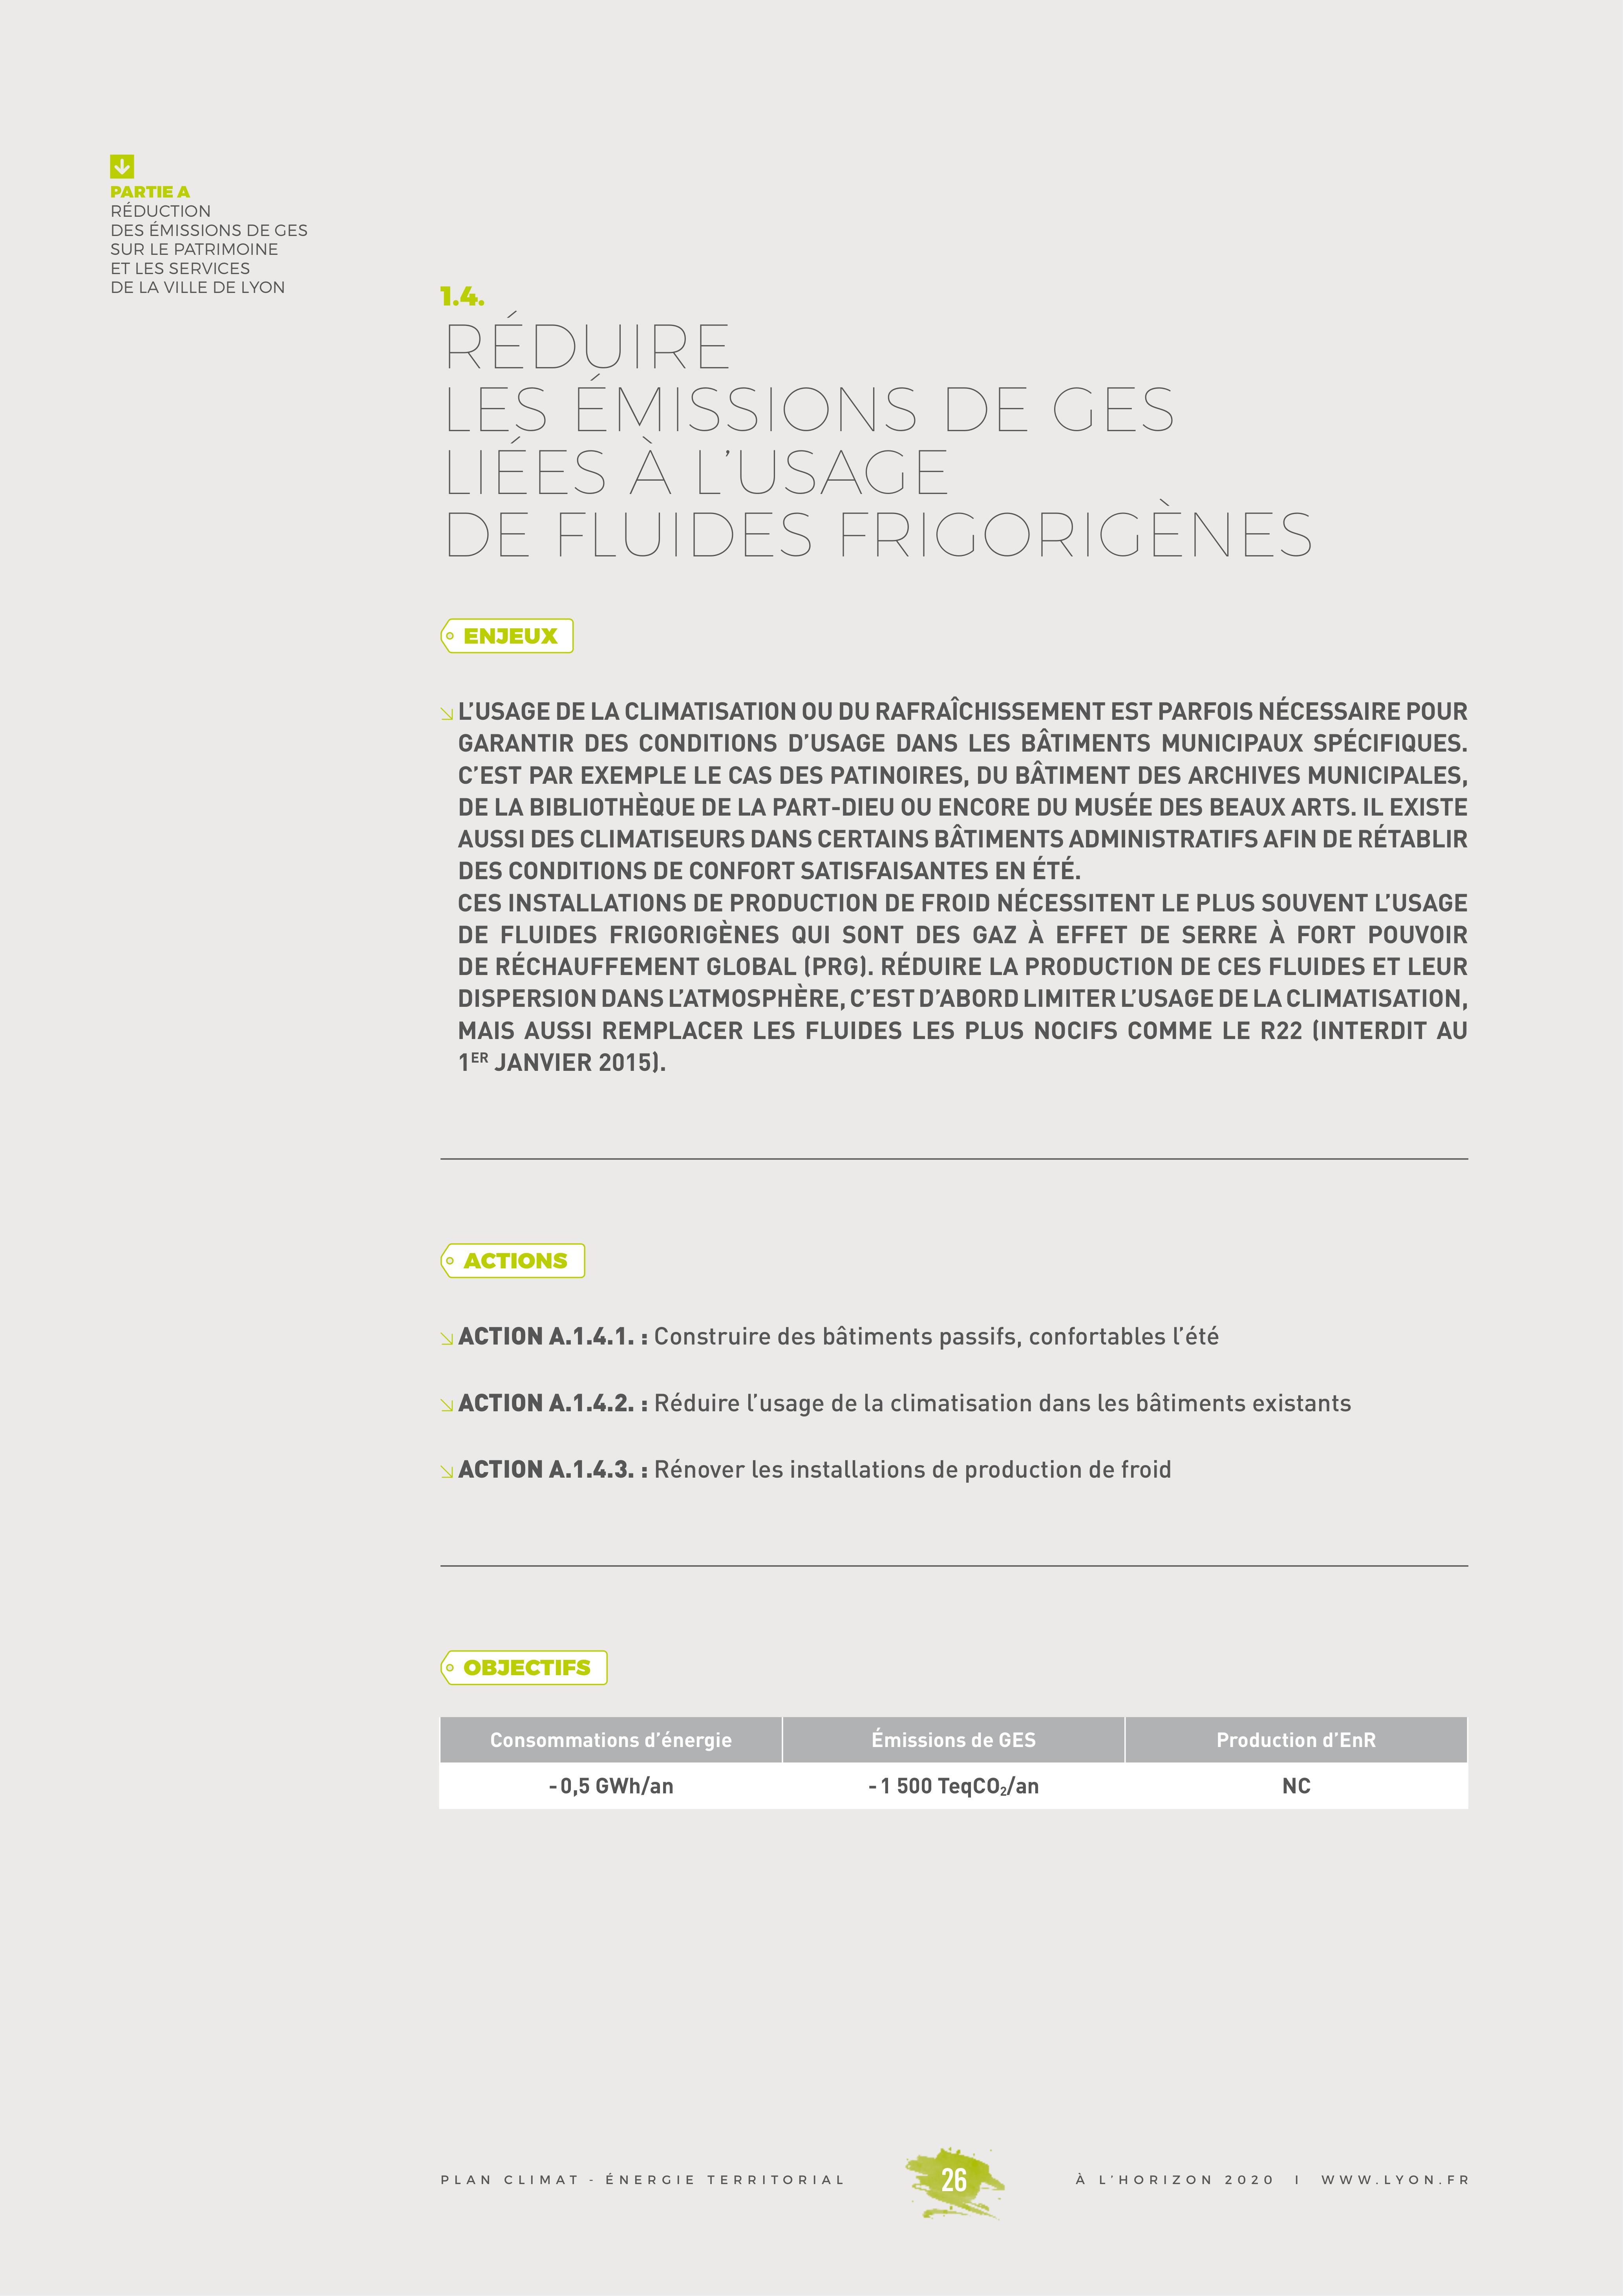 PARTIE A
RÉDUCTION
DES ÉMISSIONS DE GES
SUR LE PATRIMOINE
ET LES SERVICES
DE LA VILLE DE LYON
1.4.
RÉDUIRE
LES ÉMISSIONS DE GES
LIÉES À L’USAGE
DE FLUIDES FRIGORIGÈNES
ENJEUX
L’USAGE DE LA CLIMATISATION OU DU RAFRAÎCHISSEMENT EST PARFOIS NÉCESSAIRE POUR
GARANTIR DES CONDITIONS D’USAGE DANS LES BÂTIMENTS MUNICIPAUX SPÉCIFIQUES.
C’EST PAR EXEMPLE LE CAS DES PATINOIRES, DU BÂTIMENT DES ARCHIVES MUNICIPALES,
DE LA BIBLIOTHÈQUE DE LA PART-DIEU OU ENCORE DU MUSÉE DES BEAUX ARTS. IL EXISTE
AUSSI DES CLIMATISEURS DANS CERTAINS BÂTIMENTS ADMINISTRATIFS AFIN DE RÉTABLIR
DES CONDITIONS DE CONFORT SATISFAISANTES EN ÉTÉ.
CES INSTALLATIONS DE PRODUCTION DE FROID NÉCESSITENT LE PLUS SOUVENT L’USAGE
DE FLUIDES FRIGORIGÈNES QUI SONT DES GAZ À EFFET DE SERRE À FORT POUVOIR
DE RÉCHAUFFEMENT GLOBAL (PRG). RÉDUIRE LA PRODUCTION DE CES FLUIDES ET LEUR
DISPERSION DANS L’ATMOSPHÈRE, C’EST D’ABORD LIMITER L’USAGE DE LA CLIMATISATION,
MAIS AUSSI REMPLACER LES FLUIDES LES PLUS NOCIFS COMME LE R22 (INTERDIT AU
1ER JANVIER 2015).
ACTIONS
ACTION A.1.4.1. : Construire des bâtiments passifs, confortables l’été
ACTION A.1.4.2. : Réduire l’usage de la climatisation dans les bâtiments existants
ACTION A.1.4.3. : Rénover les installations de production de froid
OBJECTIFS
Consommations d’énergie Émissions de GES Production d’EnR
- 0,5 GWh/an - 1 500 TeqCO₂/an NC
PLAN CLIMAT - ÉNERGIE TERRITORIAL 26 À L’HORIZON 2020 I WWW.LYON.FR